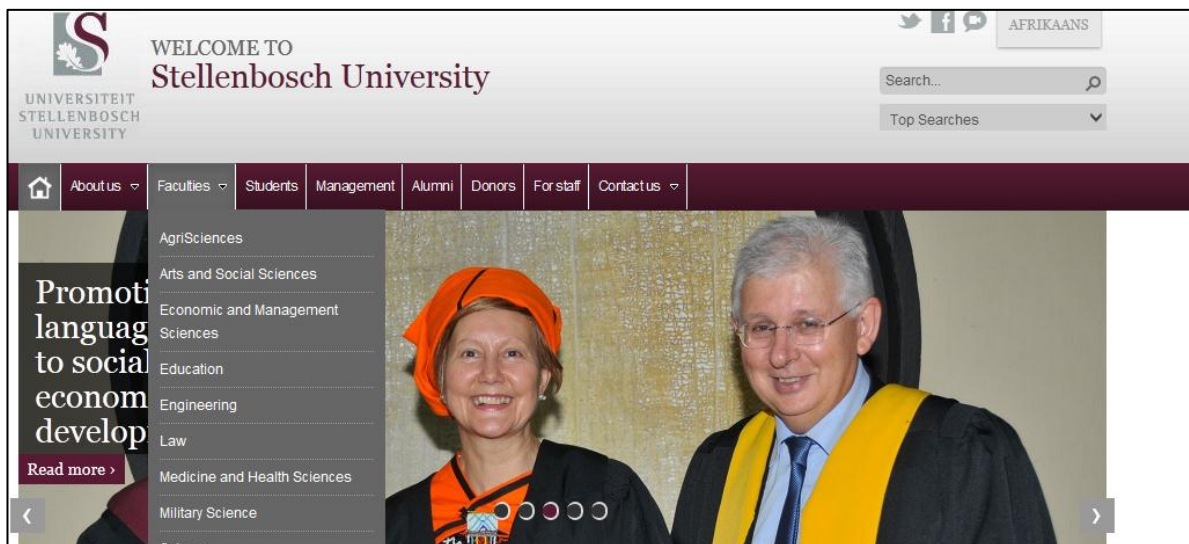 WELCOME TO
Stellenbosch University
UNIVERSITEIT
STELLENBOSCH
UNIVERSITY
AFRIKAANS
Search...
Top Searches
About us
Faculties
Students
Management
Alumni
Donors
For staff
Contact us
AgriSciences
Arts and Social Sciences
Economic and Management
Sciences
Education
Engineering
Law
Medicine and Health Sciences
Military Science
Promoti
languag
to social
econom
develop
Read more ›